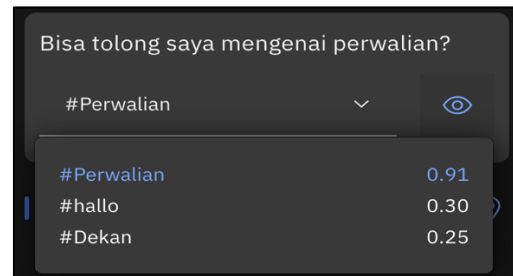 Bisa tolong saya mengenai perwalian?
#Perwalian
#Perwalian 0.91
#hallo 0.30
#Dekan 0.25